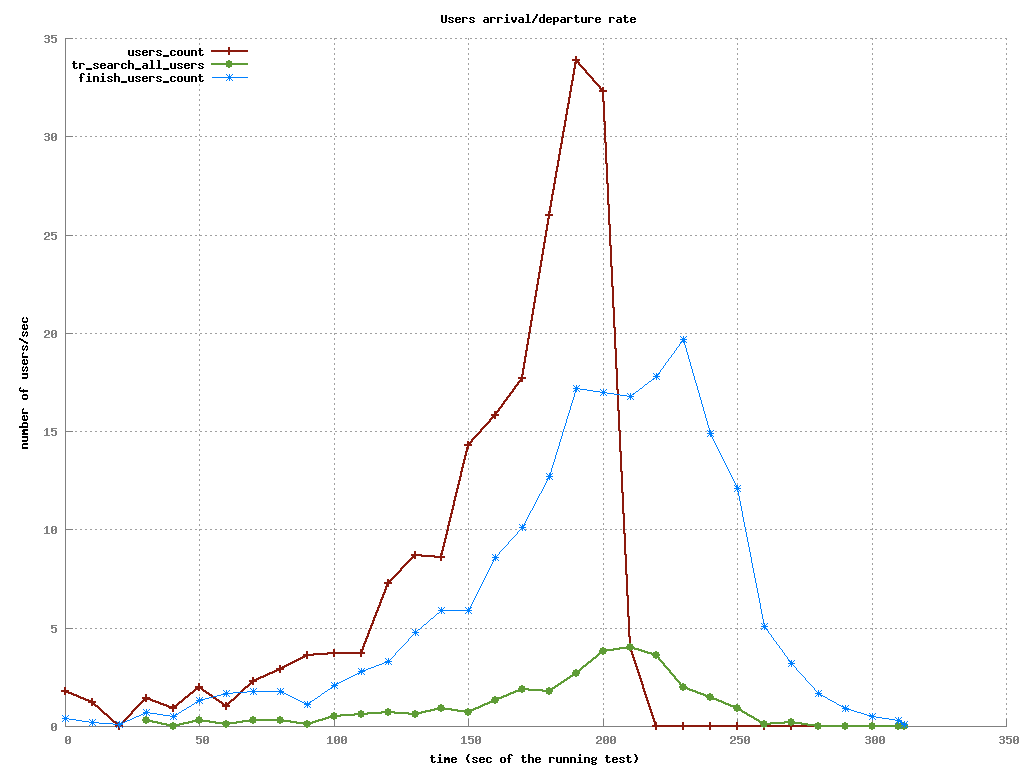 Users arrival/departure rate
users_count
tr_search_all_users
finish_users_count
35
30
25
20
15
10
5
0
number of users/sec
0 50 100 150 200 250 300 350
time (sec of the running test)